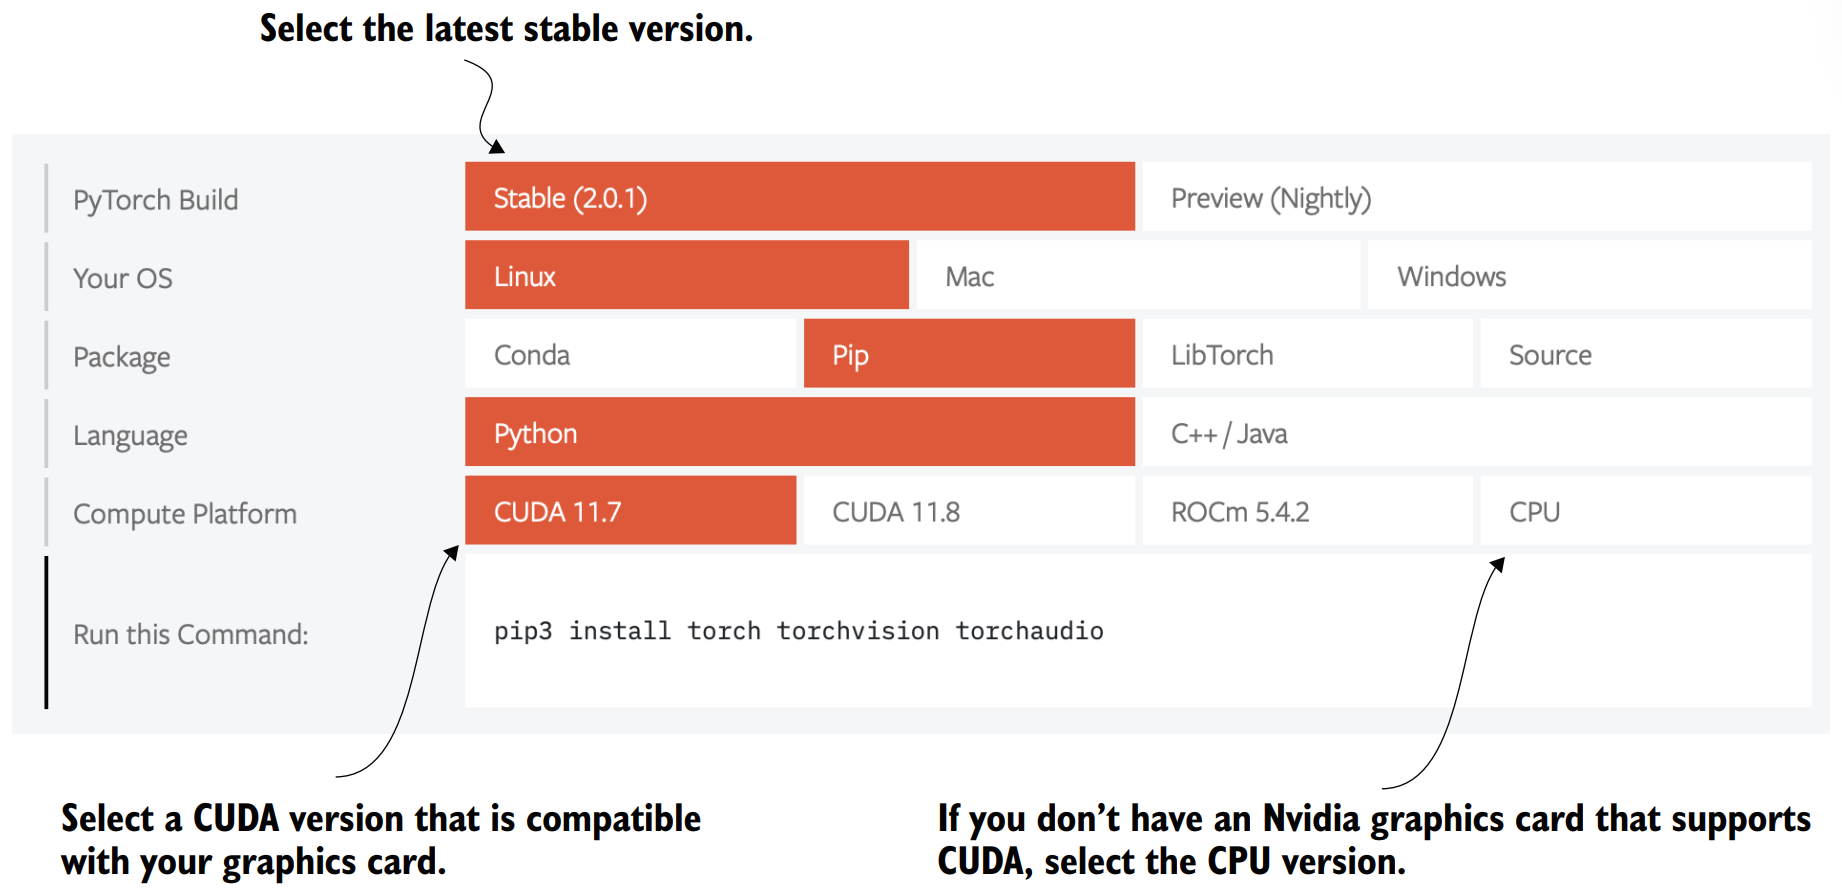 Select the latest stable version.
PyTorch Build
Stable (2.0.1)
Preview (Nightly)
Your OS
Linux
Mac
Windows
Package
Conda
Pip
LibTorch
Source
Language
Python
C++ / Java
Compute Platform
CUDA 11.7
CUDA 11.8
ROCm 5.4.2
CPU
Run this Command:
pip3 install torch torchvision torchaudio
Select a CUDA version that is compatible
with your graphics card.
If you don’t have an Nvidia graphics card that supports
CUDA, select the CPU version.